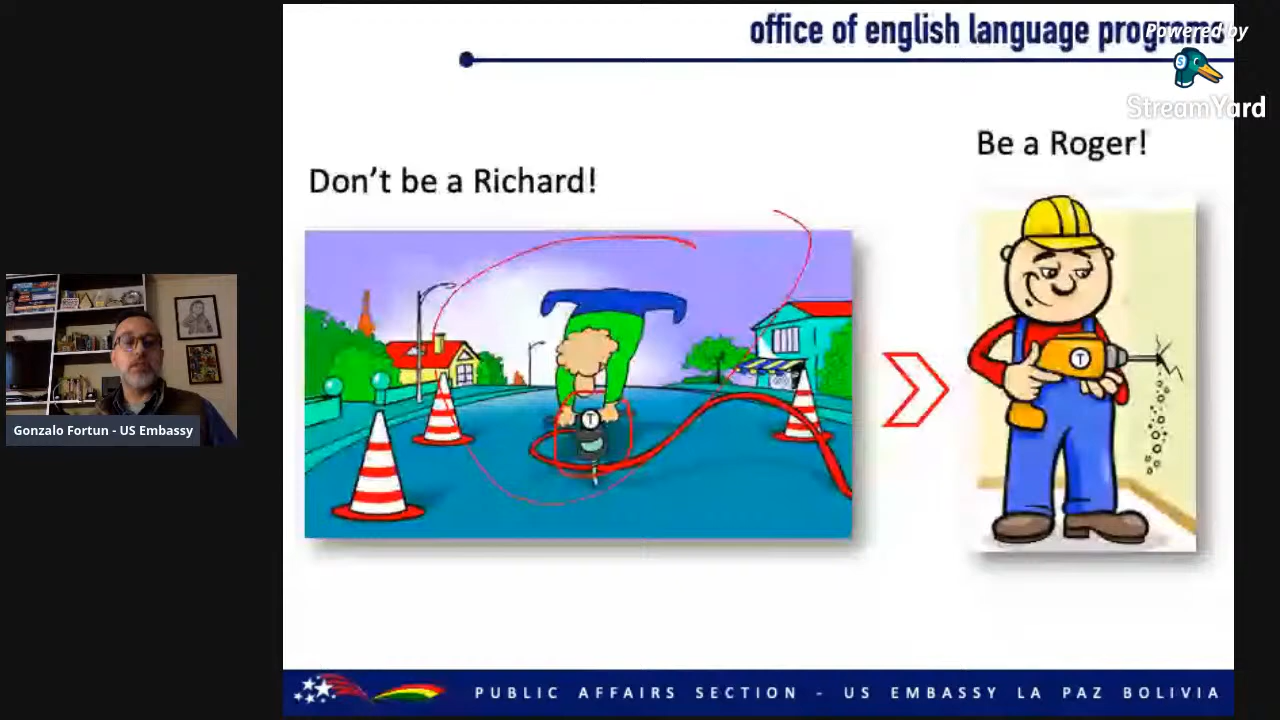 office of english language programs
Powered by
StreamYard
Be a Roger!
Don't be a Richard!
T
T
Gonzalo Fortun - US Embassy
PUBLIC AFFAIRS SECTION - US EMBASSY LA PAZ BOLIVIA